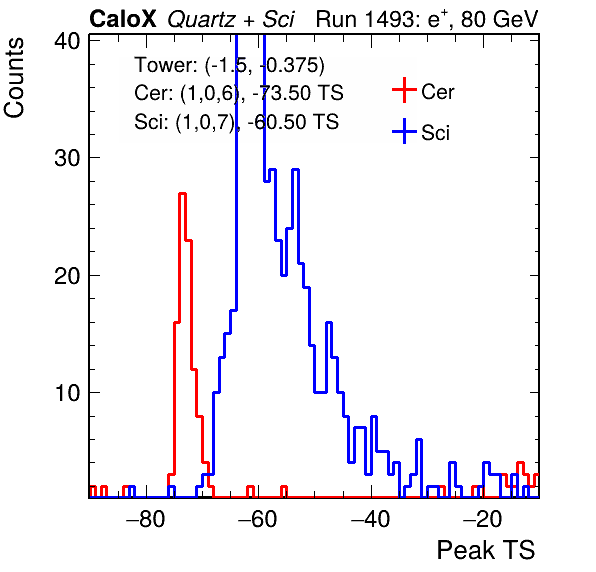 CaloX Quartz + Sci Run 1493: e+, 80 GeV
Counts
Tower: (-1.5, -0.375)
Cer: (1,0,6), -73.50 TS
Sci: (1,0,7), -60.50 TS
Cer
Sci
40
30
20
10
−80 −60 −40 −20
Peak TS